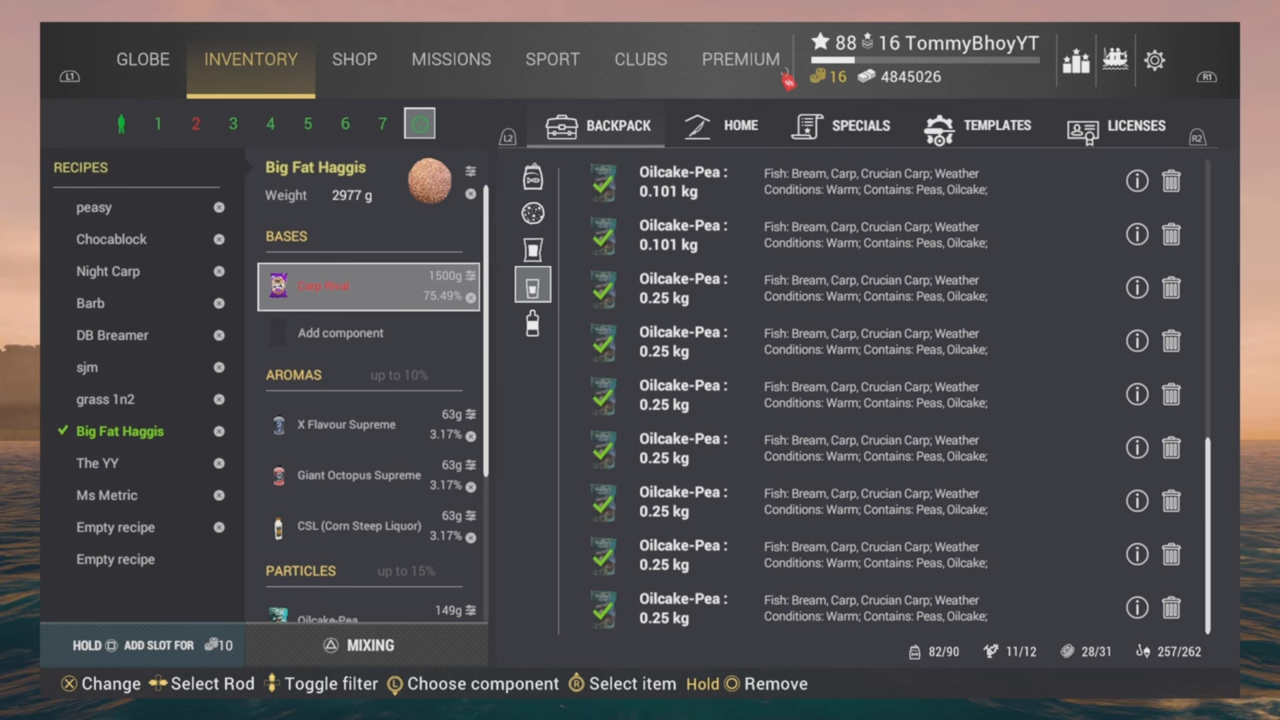 L1
GLOBE
INVENTORY
SHOP
MISSIONS
SPORT
CLUBS
PREMIUM
88 16 TommyBhoyYT
16 4845026
R1
1 2 3 4 5 6 7
L2
BACKPACK
HOME
SPECIALS
TEMPLATES
LICENSES
R2
RECIPES
peasy
Chocablock
Night Carp
Barb
DB Breamer
sjm
grass 1n2
Big Fat Haggis
The YY
Ms Metric
Empty recipe
Empty recipe
HOLD ADD SLOT FOR 10
Big Fat Haggis
Weight 2977 g
BASES
Carp Rival
1500g
75.49%
Add component
AROMAS up to 10%
X Flavour Supreme
63g
3.17%
Giant Octopus Supreme
63g
3.17%
CSL (Corn Steep Liquor)
63g
3.17%
PARTICLES up to 15%
Oilcake-Pea
149g
MIXING
Oilcake-Pea :
0.101 kg
Fish: Bream, Carp, Crucian Carp; Weather
Conditions: Warm; Contains: Peas, Oilcake;
Oilcake-Pea :
0.101 kg
Fish: Bream, Carp, Crucian Carp; Weather
Conditions: Warm; Contains: Peas, Oilcake;
Oilcake-Pea :
0.25 kg
Fish: Bream, Carp, Crucian Carp; Weather
Conditions: Warm; Contains: Peas, Oilcake;
Oilcake-Pea :
0.25 kg
Fish: Bream, Carp, Crucian Carp; Weather
Conditions: Warm; Contains: Peas, Oilcake;
Oilcake-Pea :
0.25 kg
Fish: Bream, Carp, Crucian Carp; Weather
Conditions: Warm; Contains: Peas, Oilcake;
Oilcake-Pea :
0.25 kg
Fish: Bream, Carp, Crucian Carp; Weather
Conditions: Warm; Contains: Peas, Oilcake;
Oilcake-Pea :
0.25 kg
Fish: Bream, Carp, Crucian Carp; Weather
Conditions: Warm; Contains: Peas, Oilcake;
Oilcake-Pea :
0.25 kg
Fish: Bream, Carp, Crucian Carp; Weather
Conditions: Warm; Contains: Peas, Oilcake;
Oilcake-Pea :
0.25 kg
Fish: Bream, Carp, Crucian Carp; Weather
Conditions: Warm; Contains: Peas, Oilcake;
82/90 11/12 28/31 257/262
Change Select Rod Toggle filter L Choose component R Select item Hold Remove